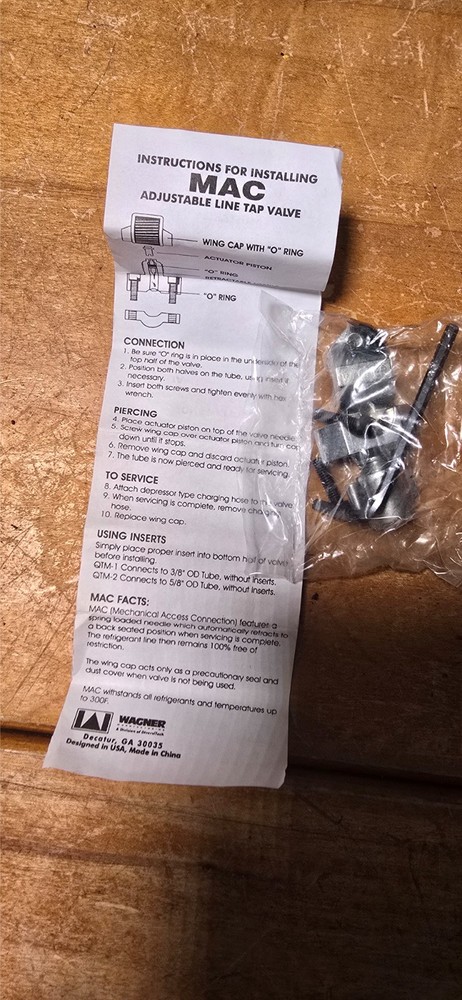 INSTRUCTIONS FOR INSTALLING
MAC
ADJUSTABLE LINE TAP VALVE
WING CAP WITH "O" RING
ACTUATOR PISTON
"O" RING
RETRACTABLE
"O" RING
CONNECTION
1. Be sure "O" ring is in place in the underside of the
top half of the valve.
2. Position both halves on the tube, using insert if
necessary.
3. Insert both screws and tighten evenly with hex
wrench.
PIERCING
4. Place actuator piston on top of the valve needle
5. Screw wing cap over actuator piston and turn cap
down until it stops.
6. Remove wing cap and discard actuator piston.
7. The tube is now pierced and ready for servicing.
TO SERVICE
8. Attach depressor type charging hose to the valve.
9. When servicing is complete, remove charging
hose.
10. Replace wing cap.
USING INSERTS
Simply place proper insert into bottom half of valve
before installing.
QTM-1 Connects to 3/8" OD Tube, without inserts.
QTM-2 Connects to 5/8" OD Tube, without inserts.
MAC FACTS:
MAC (Mechanical Access Connection) features a
spring loaded needle which automatically retracts to
a back seated position when servicing is complete.
The refrigerant line then remains 100% free of
restriction.
The wing cap acts only as a precautionary seal and
dust cover when valve is not being used.
MAC withstands all refrigerants and temperatures up
to 300F.
WAGNER
A Division of DiversiTech
Decatur, GA 30035
Designed in USA, Made in China